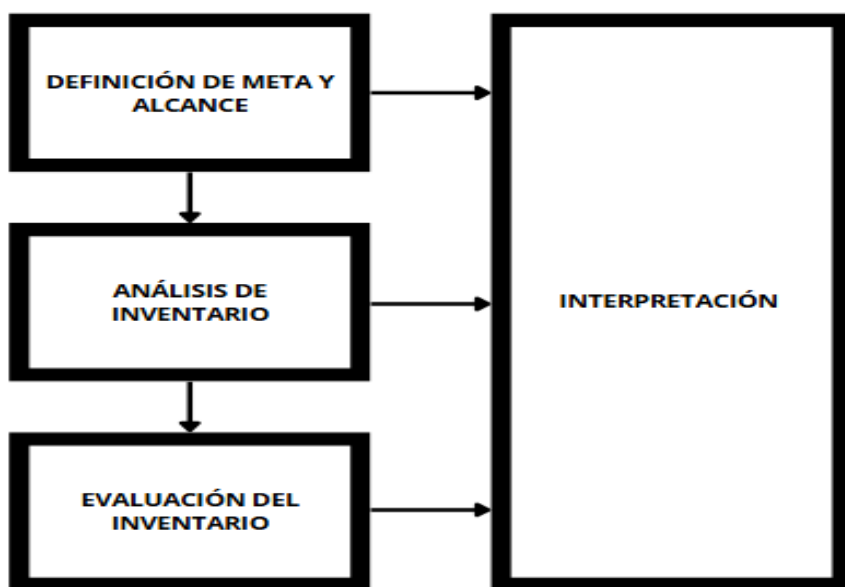 DEFINICIÓN DE META Y
ALCANCE
ANÁLISIS DE
INVENTARIO
INTERPRETACIÓN
EVALUACIÓN DEL
INVENTARIO